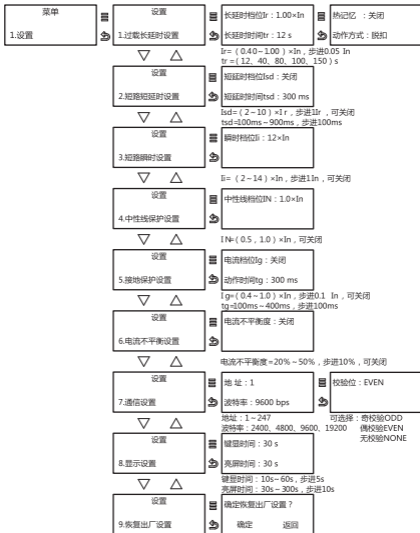 菜单
1.设置
设置
1.过载长延时设置
长延时档位Ir：1.00×In
长延时时间tr：12 s
热记忆 ：关闭
动作方式：脱扣
Ir=（0.40~1.00）×In，步进0.05 In
tr =（12、40、80、100、150）s
设置
2.短路短延时设置
短延时档位Isd：关闭
短延时时间tsd：300 ms
Isd=（2~10）×I r，步进1Ir，可关闭
tsd=100ms~900ms，步进100ms
设置
3.短路瞬时设置
瞬时档位Ii：12×In
Ii=（2~14）×In，步进1In，可关闭
设置
4.中性线保护设置
中性线档位IN：1.0×In
I N=(0.5, 1.0）×In，可关闭
设置
5.接地保护设置
电流档位Ig：关闭
动作时间tg：300 ms
I g=(0.4~1.0）×In，步进0.1 In，可关闭
tg=100ms~400ms，步进100ms
设置
6.电流不平衡设置
电流不平衡度：关闭
电流不平衡度=20%~50%，步进10%，可关闭
设置
7.通信设置
地 址：1
波特率：9600 bps
校验位：EVEN
地址：1~247
波特率：2400、4800、9600、19200
可选择：奇校验ODD
偶校验EVEN
无校验NONE
设置
8.显示设置
键显时间：30 s
亮屏时间：30 s
键显时间：10s~60s，步进5s
亮屏时间：30s~300s，步进10s
设置
9.恢复出厂设置
确定恢复出厂设置？
确定 返回